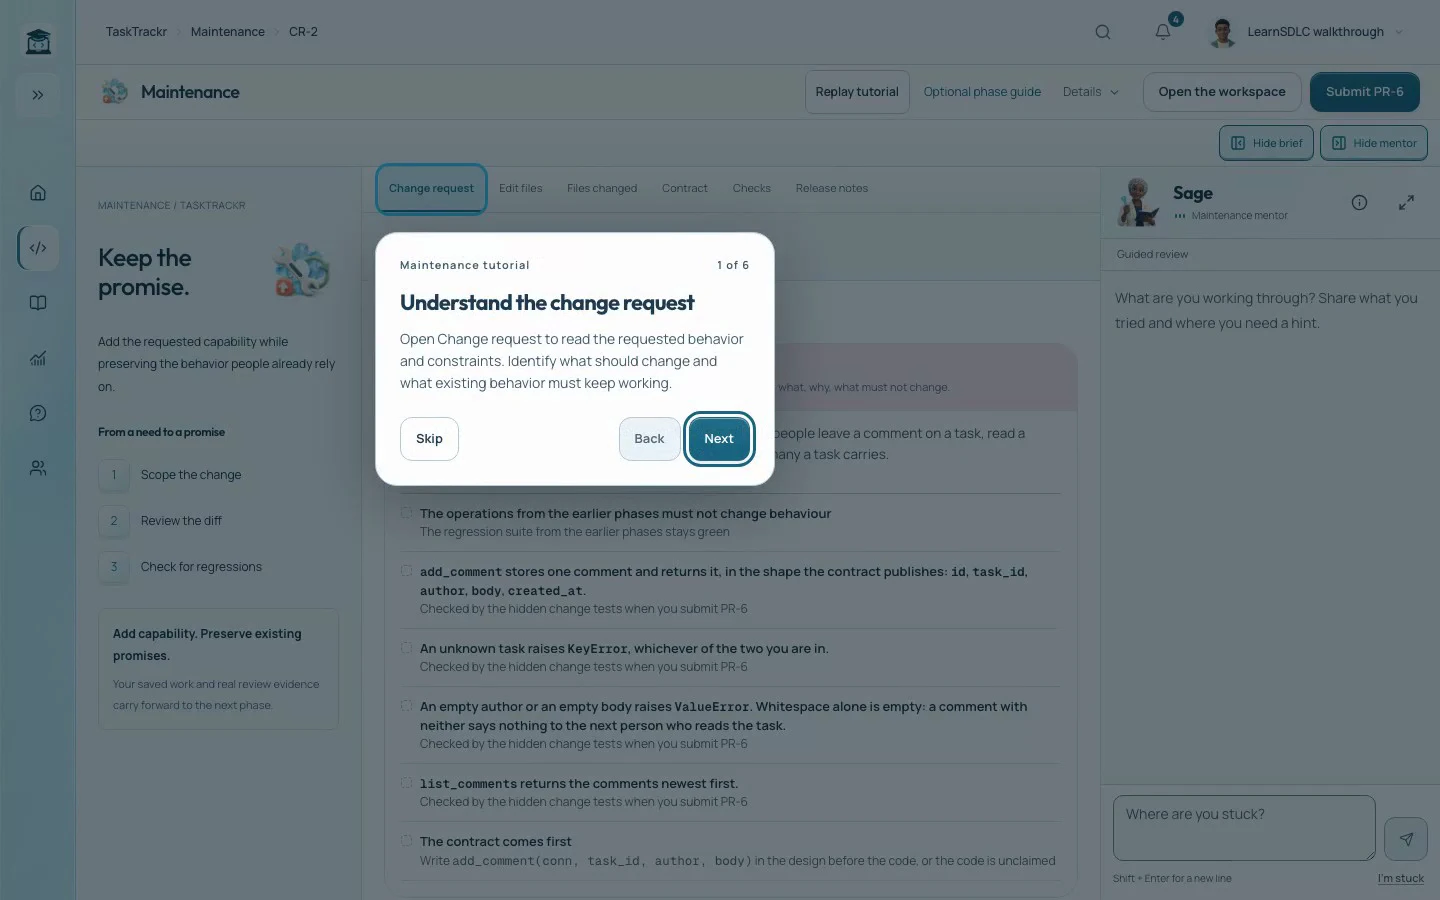 TaskTrackr
Maintenance
CR-2
4
LearnSDLC walkthrough
Maintenance
Replay tutorial
Optional phase guide
Details
Open the workspace
Submit PR-6
Hide brief
Hide mentor
MAINTENANCE / TASKTRACKR
Keep the
promise.
Add the requested capability while
preserving the behavior people already rely
on.
From a need to a promise
1 Scope the change
2 Review the diff
3 Check for regressions
Add capability. Preserve existing
promises.
Your saved work and real review evidence
carry forward to the next phase.
Change request
Edit files
Files changed
Contract
Checks
Release notes
Maintenance tutorial
1 of 6
Understand the change request
Open Change request to read the requested behavior
and constraints. Identify what should change and
what existing behavior must keep working.
Skip
Back
Next
what, why, what must not change.
people leave a comment on a task, read a
many a task carries.
The operations from the earlier phases must not change behaviour
The regression suite from the earlier phases stays green
add_comment stores one comment and returns it, in the shape the contract publishes: id, task_id,
author, body, created_at.
Checked by the hidden change tests when you submit PR-6
An unknown task raises KeyError, whichever of the two you are in.
Checked by the hidden change tests when you submit PR-6
An empty author or an empty body raises ValueError. Whitespace alone is empty: a comment with
neither says nothing to the next person who reads the task.
Checked by the hidden change tests when you submit PR-6
list_comments returns the comments newest first.
Checked by the hidden change tests when you submit PR-6
The contract comes first
Write add_comment(conn, task_id, author, body) in the design before the code, or the code is unclaimed
Sage
Maintenance mentor
Guided review
What are you working through? Share what you
tried and where you need a hint.
Where are you stuck?
Shift + Enter for a new line
I'm stuck